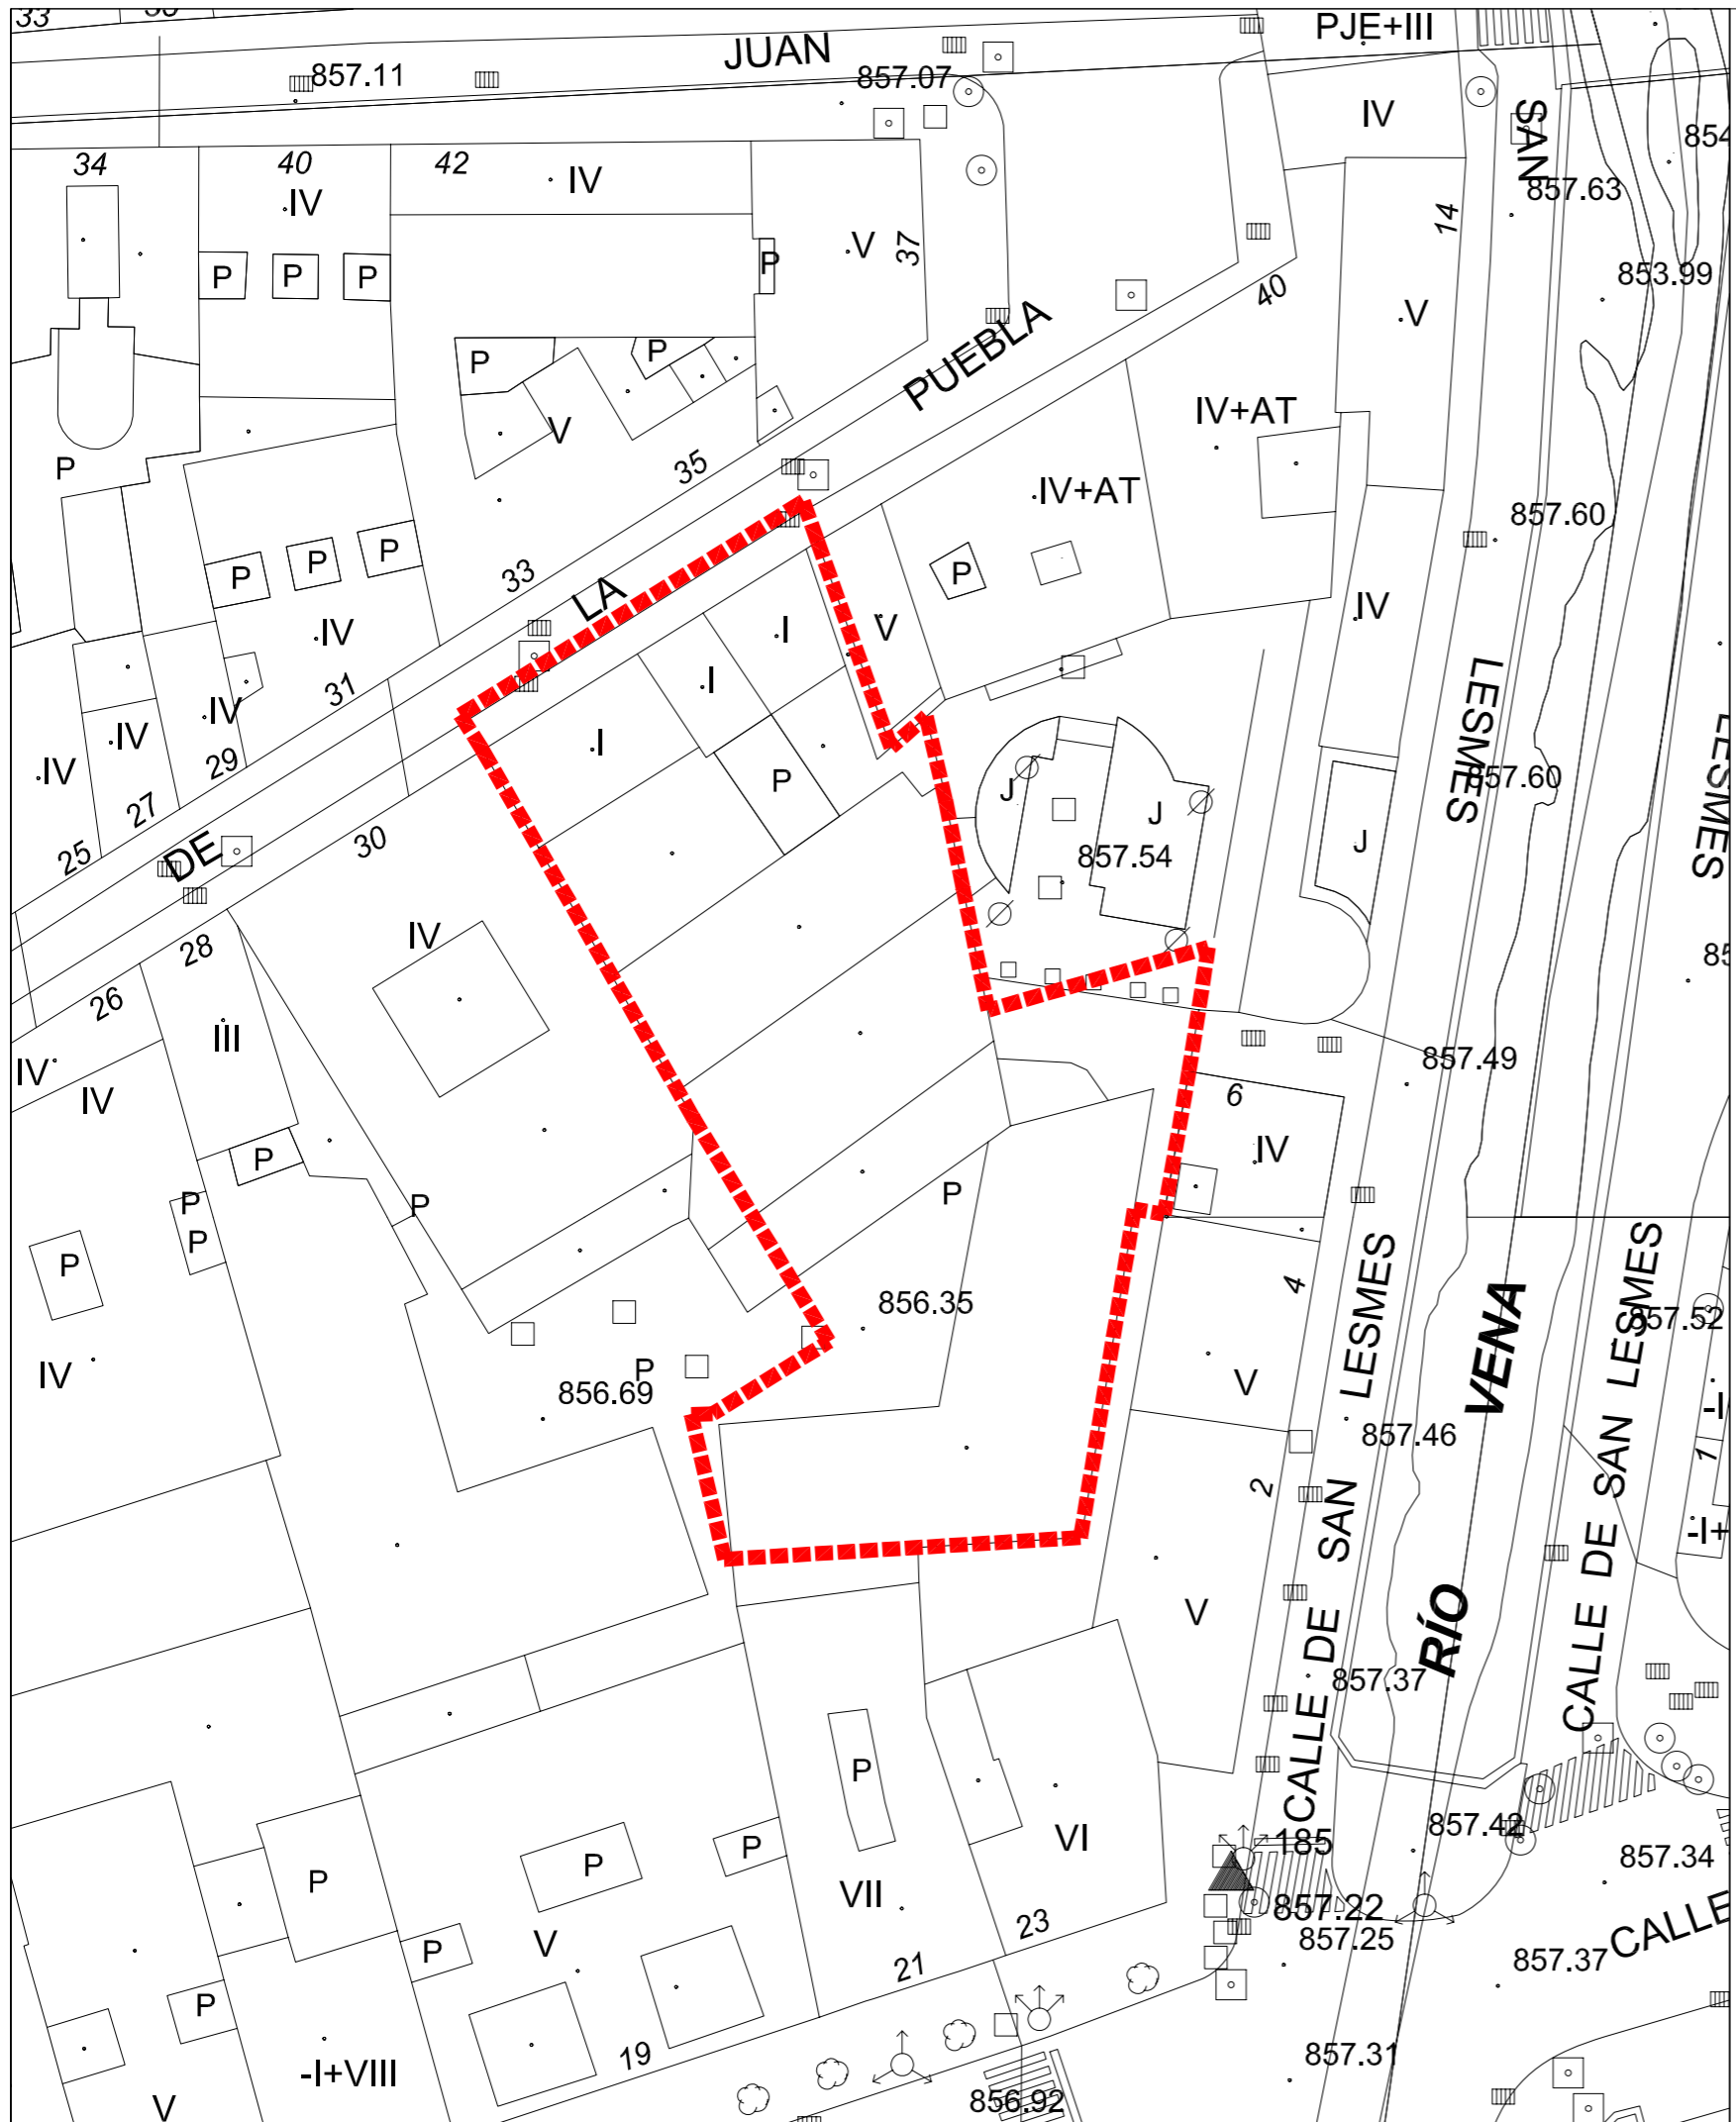 33
JUAN
PJE+III
857.11
857.07
IV
SAN
34
40
42
IV
IV
857.63
14
V
37
P
P
P
P
853.99
40
V
PUEBLA
P
P
V
IV+AT
P
35
IV+AT
857.60
P
P
P
33
P
LA
IV
IV
I
V
I
LESMES
IV
31
IV
IV
29
I
P
J
857.60
LESMES
27
J
30
J
25
DE
857.54
IV
28
26
III
IV
857.49
IV
6
IV
P
P
P
P
P
P
4
856.35
LESMES
VENA
857.52
IV
P
V
856.69
-I
857.46
1
2
SAN
-I+
V
RÍO
CALLE DE SAN LESMES
CALLE DE
857.37
P
VI
857.42
185
P
P
857.34
P
VII
857.22
CALLE
23
857.25
P
V
857.37
21
P
19
857.31
-I+VIII
856.92
V